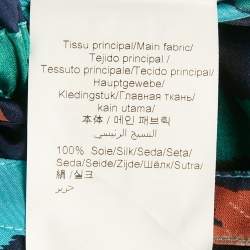 Tissu principal/Main fabric/
Tejido principal /
Tessuto principale/Tecido principal/
Hauptgewebe/
Kledingstuk/Главная ткань/
kain utama/
本体 / 메인 패브릭
النسيج الرئيسي
100% Soie/Silk/Seda/Seta/
Seda/Seide/Zijde/Шёлк/Sutra/
絹 /실크
حرير